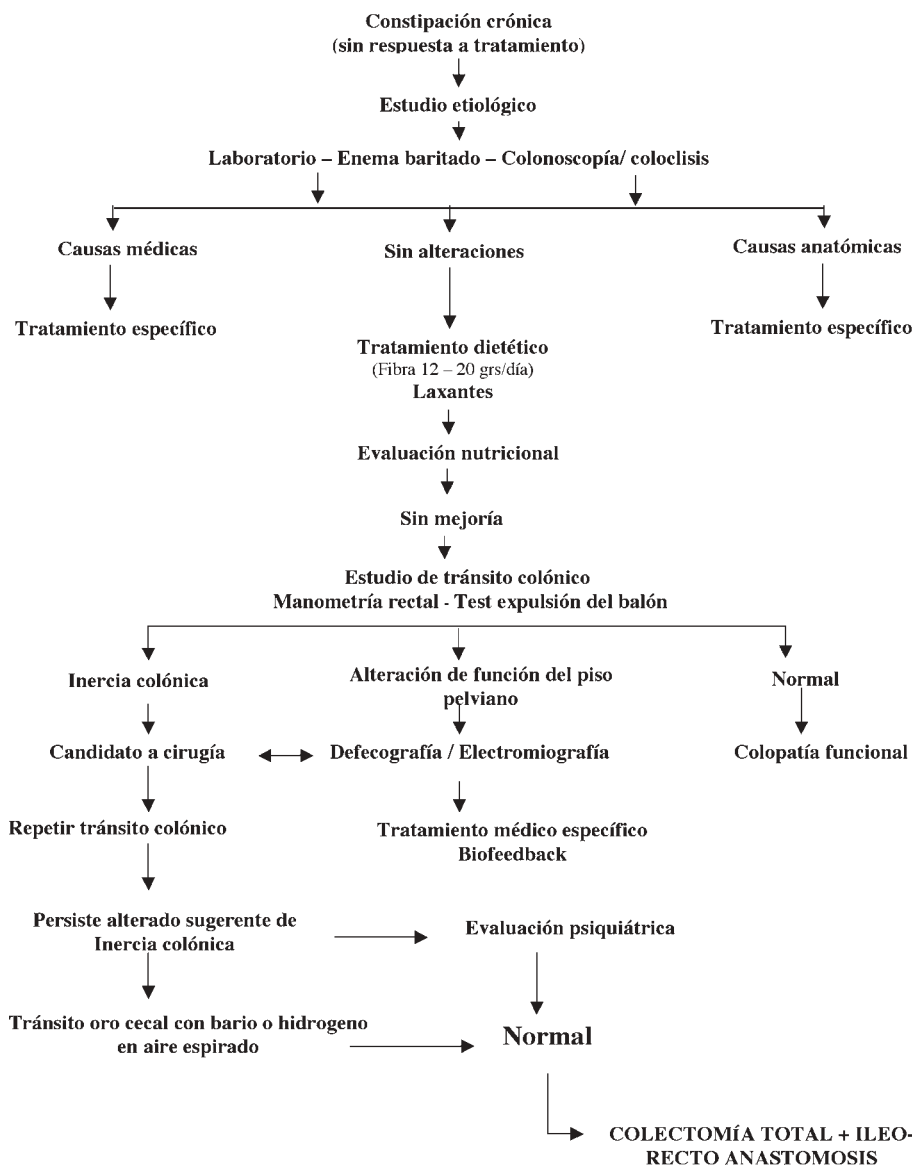 Constipación crónica
(sin respuesta a tratamiento)
Estudio etiológico
Laboratorio – Enema baritado – Colonoscopía/ coloclisis
Causas médicas
Sin alteraciones
Causas anatómicas
Tratamiento específico
Tratamiento específico
Tratamiento dietético
(Fibra 12 – 20 grs/día)
Laxantes
Evaluación nutricional
Sin mejoría
Estudio de tránsito colónico
Manometría rectal - Test expulsión del balón
Inercia colónica
Alteración de función del piso
pelviano
Normal
Candidato a cirugía
Defecografía / Electromiografía
Colopatía funcional
Repetir tránsito colónico
Tratamiento médico específico
Biofeedback
Persiste alterado sugerente de
Inercia colónica
Evaluación psiquiátrica
Tránsito oro cecal con bario o hidrogeno
en aire espirado
Normal
COLECTOMÍA TOTAL + ILEO-
RECTO ANASTOMOSIS